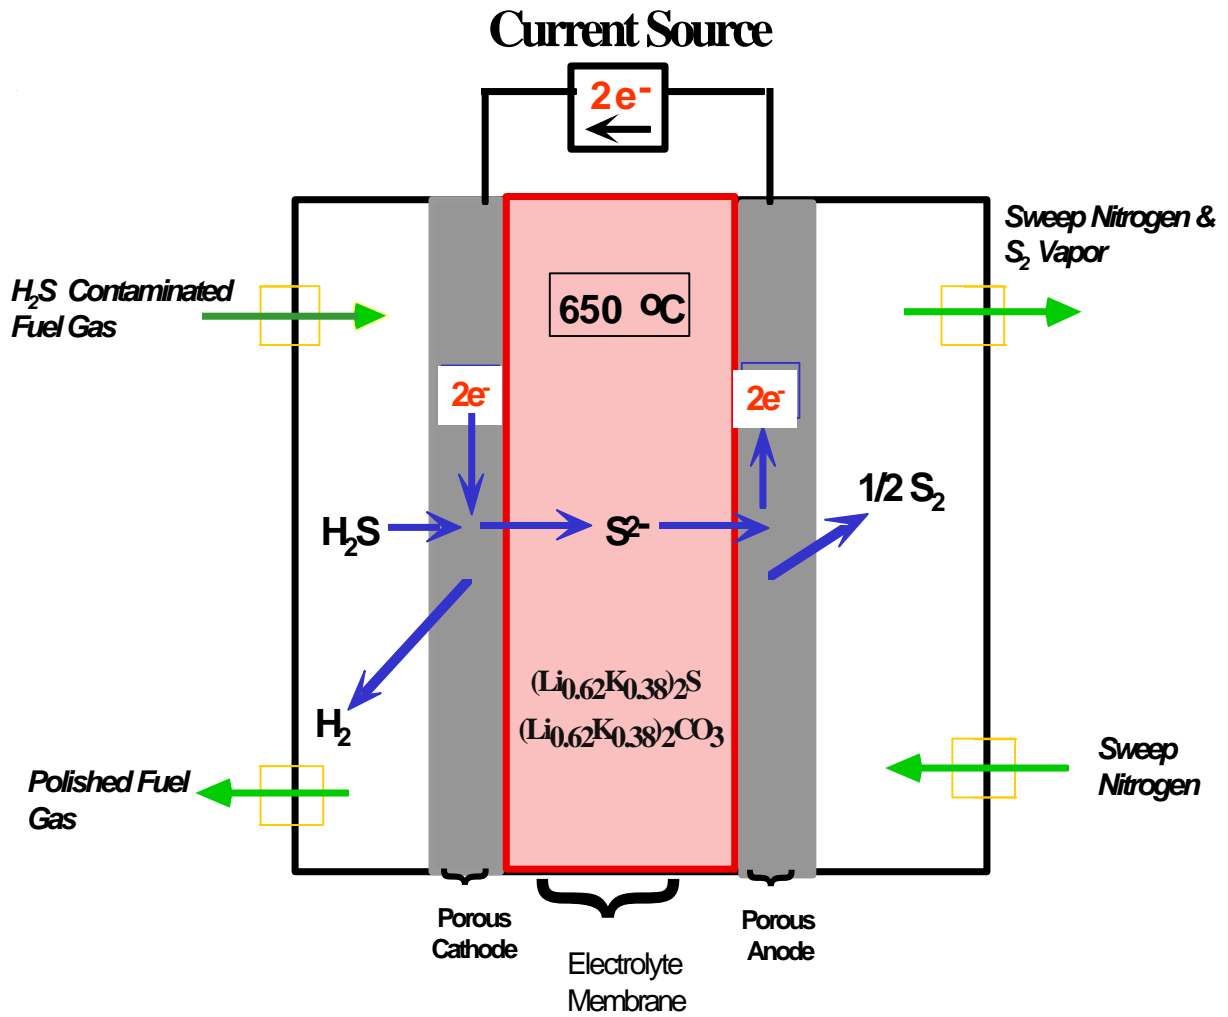 Current Source
2e-
Sweep Nitrogen &
S2 Vapor
H2S Contaminated
Fuel Gas
650 oC
2e-
2e-
1/2 S2
H2S
S2-
(Li0.62K0.38)2S
(Li0.62K0.38)2CO3
H2
Polished Fuel
Gas
Sweep
Nitrogen
Porous
Cathode
Electrolyte
Membrane
Porous
Anode